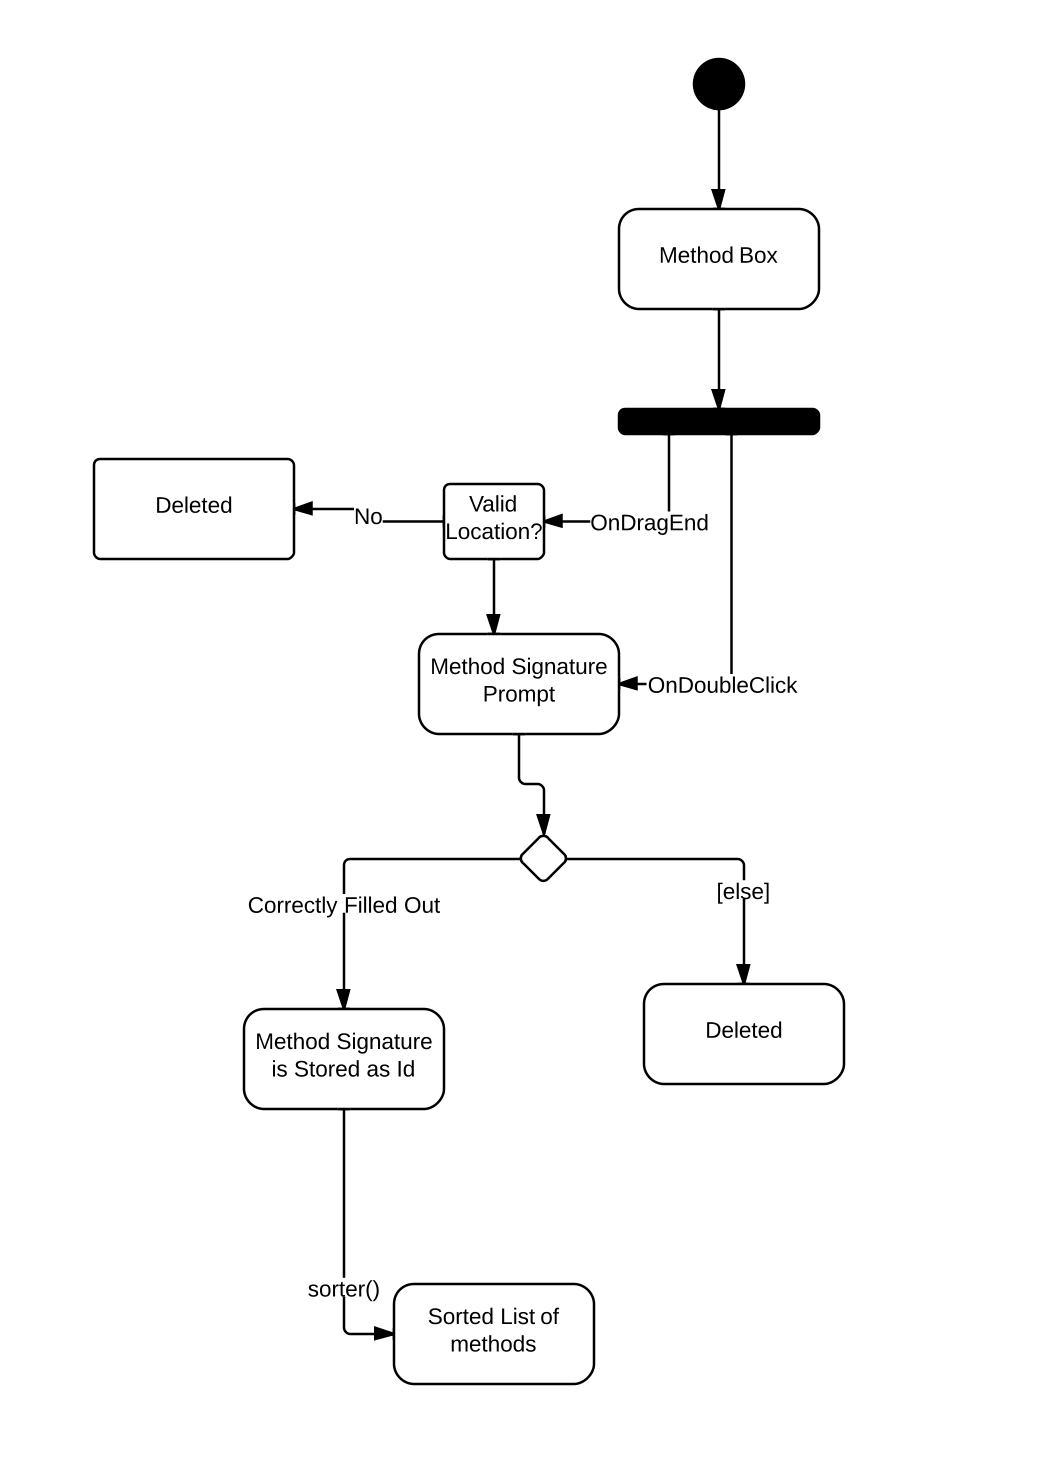 Method Box
Deleted
No
Valid
Location?
OnDragEnd
Method Signature
Prompt
OnDoubleClick
Correctly Filled Out
[else]
Method Signature
is Stored as Id
Deleted
sorter()
Sorted List of
methods